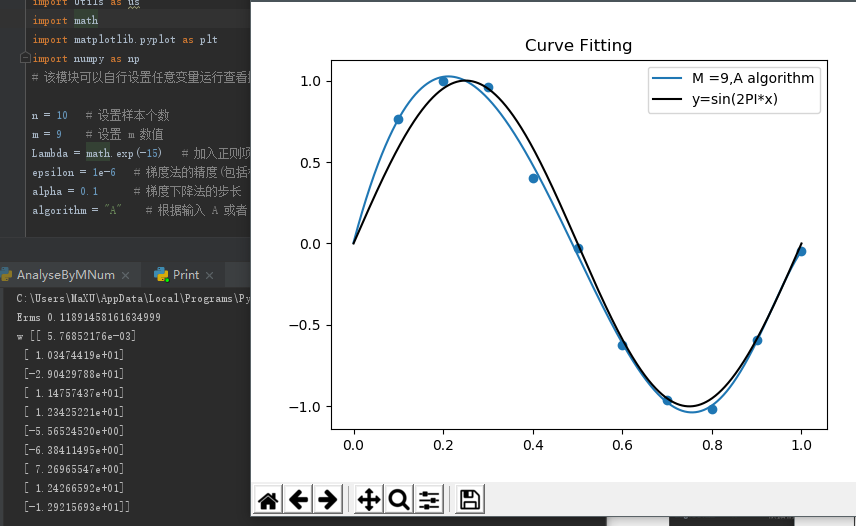 import utils as us
import math
import matplotlib.pyplot as plt
import numpy as np
# 该模块可以自行设置任意变量运行查看
n = 10 # 设置样本个数
m = 9 # 设置 m 数值
Lambda = math.exp(-15) # 加入正则项
epsilon = 1e-6 # 梯度法的精度(包括
alpha = 0.1 # 梯度下降法的步长
algorithm = "A" # 根据输入 A 或者
AnalyseByMNum × Print ×
C:\Users\MaXU\AppData\Local\Programs\Py
Erms 0.11891458161634999
w [[ 5.76852176e-03]
[ 1.03474419e+01]
[-2.90429788e+01]
[ 1.14757437e+01]
[ 1.23425221e+01]
[-5.56524520e+00]
[-6.38411495e+00]
[ 7.26965547e+00]
[ 1.24266592e+01]
[-1.29215693e+01]]
Curve Fitting
M =9,A algorithm
y=sin(2PI*x)
1.0
0.5
0.0
−0.5
−1.0
0.0 0.2 0.4 0.6 0.8 1.0